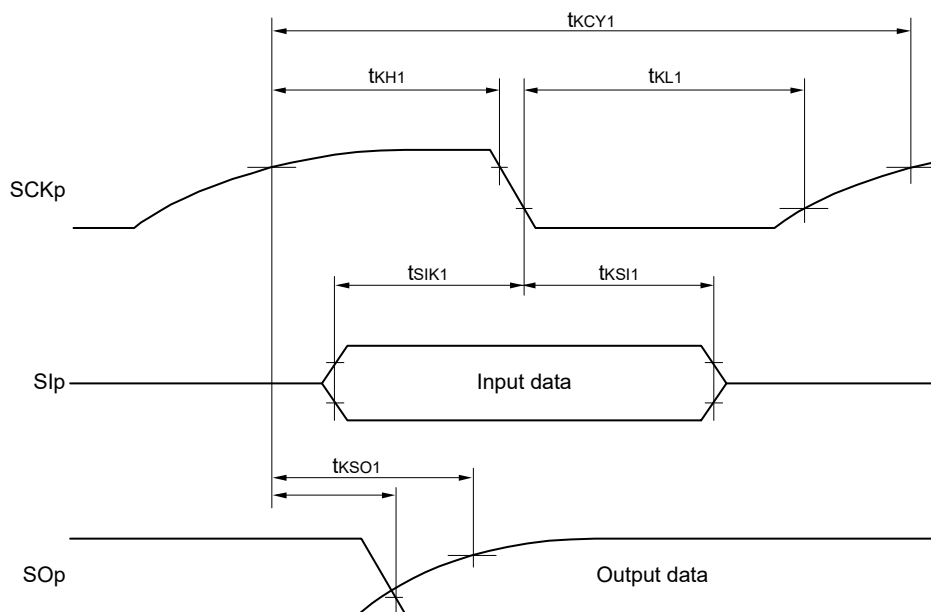 tKCY1
tKH1 tKL1
SCKp
tSIK1 tKSI1
SIp Input data
tKSO1
SOp Output data